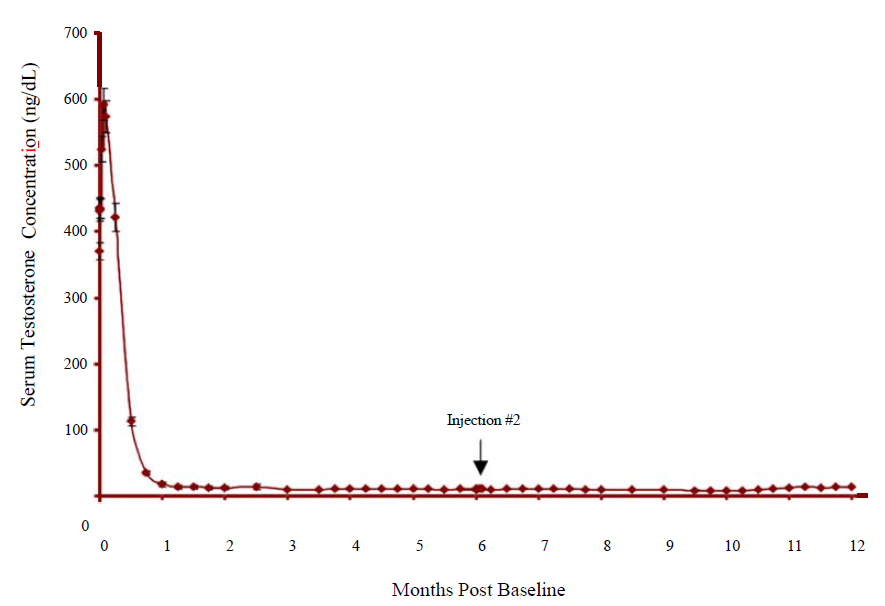 700
600
500
400
300
200
100
0
Serum Testosterone Concentration (ng/dL)
Injection #2
0 1 2 3 4 5 6 7 8 9 10 11 12
Months Post Baseline